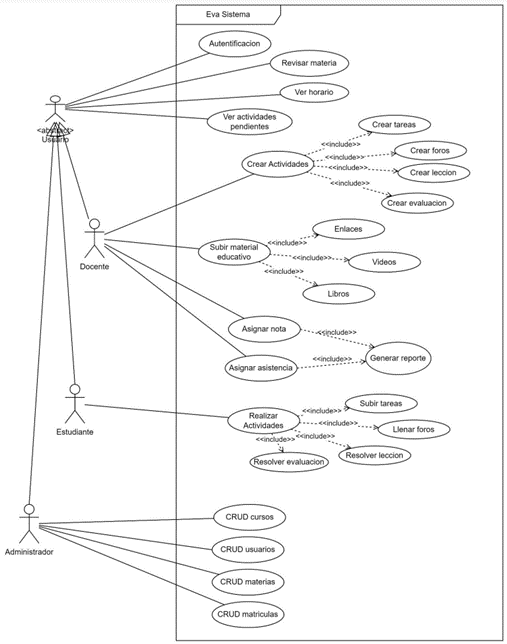 Eva Sistema
Autentificacion
Revisar materia
Ver horario
Ver actividades
pendientes
<abstract>
Usuario
Crear tareas
<<include>>
Crear foros
<<include>>
Crear Actividades
<<include>>
Crear leccion
<<include>>
Crear evaluacion
Docente
Enlaces
<<include>>
Subir material
educativo
<<include>>
Videos
<<include>>
Libros
Asignar nota
<<include>>
Generar reporte
<<include>>
Asignar asistencia
Estudiante
Subir tareas
<<include>>
Realizar
Actividades
<<include>>
Llenar foros
<<include>>
<<include>>
Resolver leccion
Resolver evaluacion
Administrador
CRUD cursos
CRUD usuarios
CRUD materias
CRUD matriculas